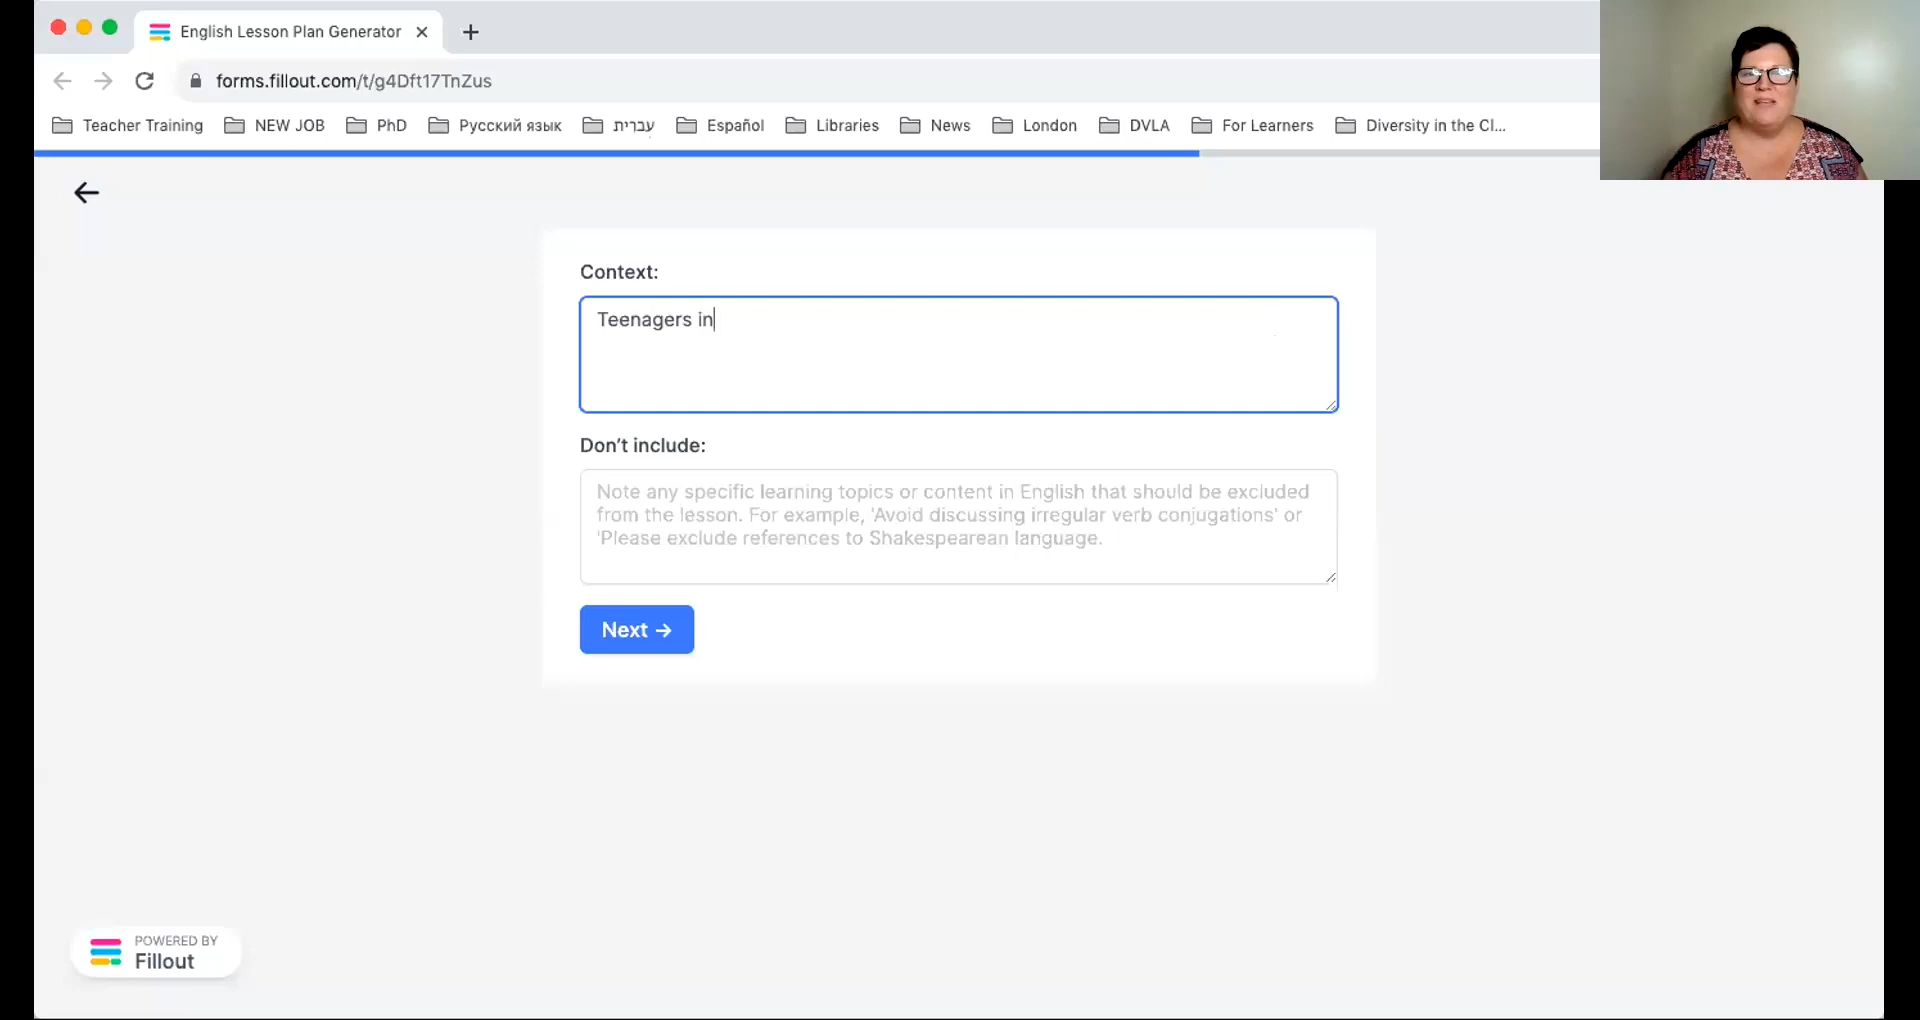 English Lesson Plan Generator
forms.fillout.com/t/g4Dft17TnZus
Teacher Training NEW JOB PhD Русский язык עִבְרִית Español Libraries News London DVLA For Learners Diversity in the Cl...
Context:
Teenagers in
Don't include:
Note any specific learning topics or content in English that should be excluded
from the lesson. For example, 'Avoid discussing irregular verb conjugations' or
'Please exclude references to Shakespearean language.
Next →
POWERED BY
Fillout